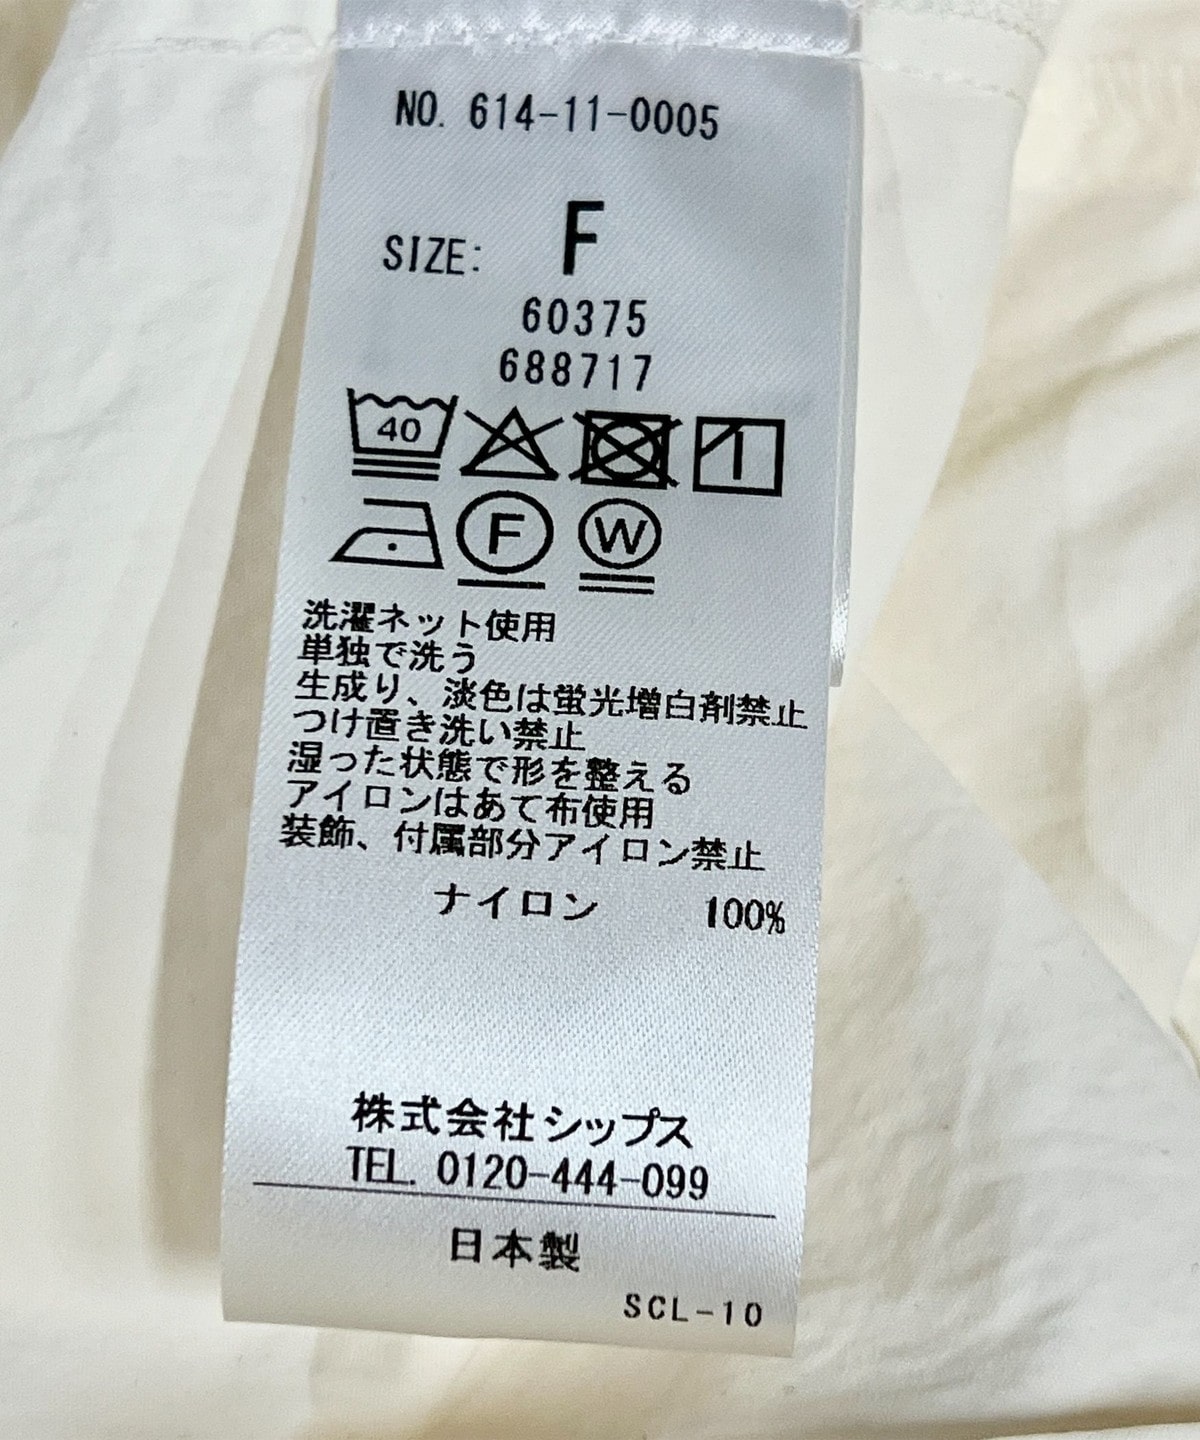 NO. 614-11-0005
SIZE: F
60375
688717
40
F W
洗濯ネット使用
単独で洗う
生成り、淡色は蛍光増白剤禁止
つけ置き洗い禁止
湿った状態で形を整える
アイロンはあて布使用
装飾、付属部分アイロン禁止
ナイロン 100%
株式会社シップス
TEL. 0120-444-099
日本製
SCL-10